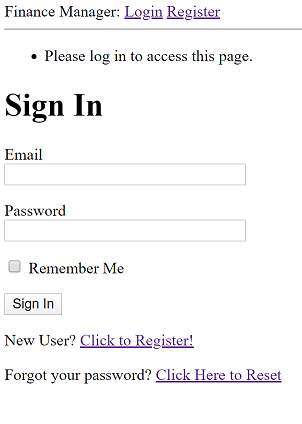 Finance Manager: Login Register
Please log in to access this page.
Sign In
Email
Password
Remember Me
Sign In
New User? Click to Register!
Forgot your password? Click Here to Reset